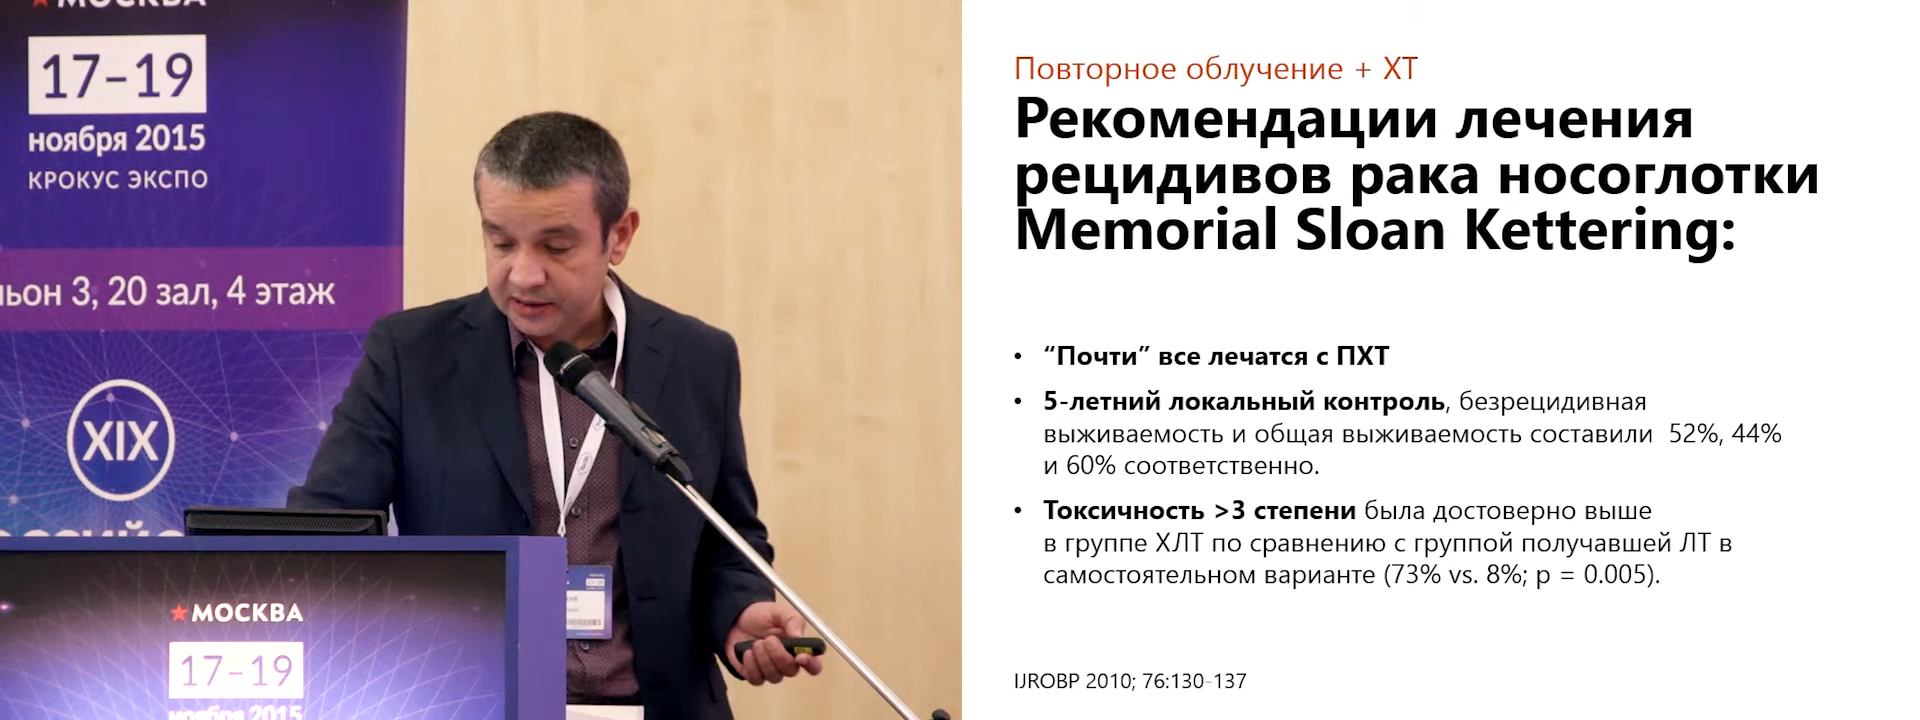 МОСКВА
17–19
ноября 2015
КРОКУС ЭКСПО
3, 20 зал, 4 этаж
XIX
МОСКВА
17–19
ноября 2015
Повторное облучение + ХТ
Рекомендации лечения
рецидивов рака носоглотки
Memorial Sloan Kettering:
• “Почти” все лечатся с ПХТ
• 5-летний локальный контроль, безрецидивная
выживаемость и общая выживаемость составили 52%, 44%
и 60% соответственно.
• Токсичность >3 степени была достоверно выше
в группе ХЛТ по сравнению с группой получавшей ЛТ в
самостоятельном варианте (73% vs. 8%; p = 0.005).
IJROBP 2010; 76:130-137